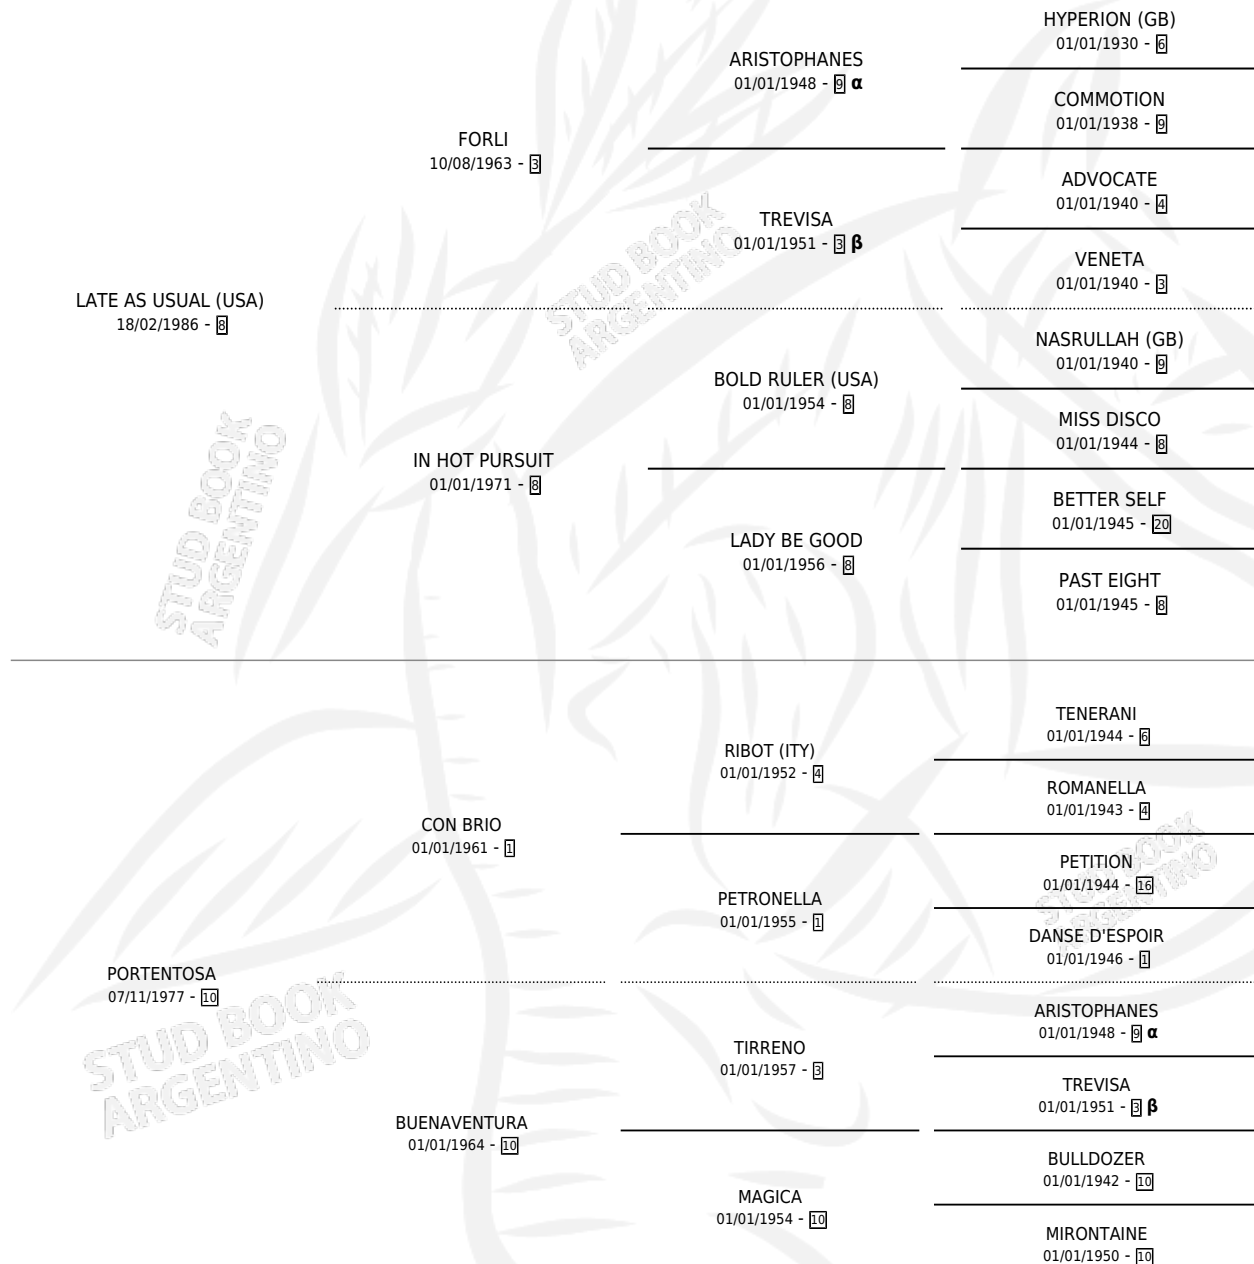 HYPERION (GB)
01/01/1930 - 6
ARISTOPHANES
01/01/1948 - 9 α
COMMOTION
01/01/1938 - 9
FORLI
10/08/1963 - 3
ADVOCATE
01/01/1940 - 4
TREVISA
01/01/1951 - 3 β
VENETA
01/01/1940 - 3
LATE AS USUAL (USA)
18/02/1986 - 8
NASRULLAH (GB)
01/01/1940 - 9
BOLD RULER (USA)
01/01/1954 - 8
MISS DISCO
01/01/1944 - 8
IN HOT PURSUIT
01/01/1971 - 8
BETTER SELF
01/01/1945 - 20
LADY BE GOOD
01/01/1956 - 8
PAST EIGHT
01/01/1945 - 8
TENERANI
01/01/1944 - 6
RIBOT (ITY)
01/01/1952 - 4
ROMANELLA
01/01/1943 - 4
CON BRIO
01/01/1961 - 1
PETITION
01/01/1944 - 16
PETRONELLA
01/01/1955 - 1
DANSE D'ESPOIR
01/01/1946 - 1
PORTENTOSA
07/11/1977 - 10
ARISTOPHANES
01/01/1948 - 9 α
TIRRENO
01/01/1957 - 3
TREVISA
01/01/1951 - 3 β
BUENAVENTURA
01/01/1964 - 10
BULLDOZER
01/01/1942 - 10
MAGICA
01/01/1954 - 10
MIRONTAINE
01/01/1950 - 10
STUD BOOK
ARGENTINO
STUD BOOK
ARGENTINO
STUD BOOK
ARGENTINO
STUD BOOK
ARGENTINO